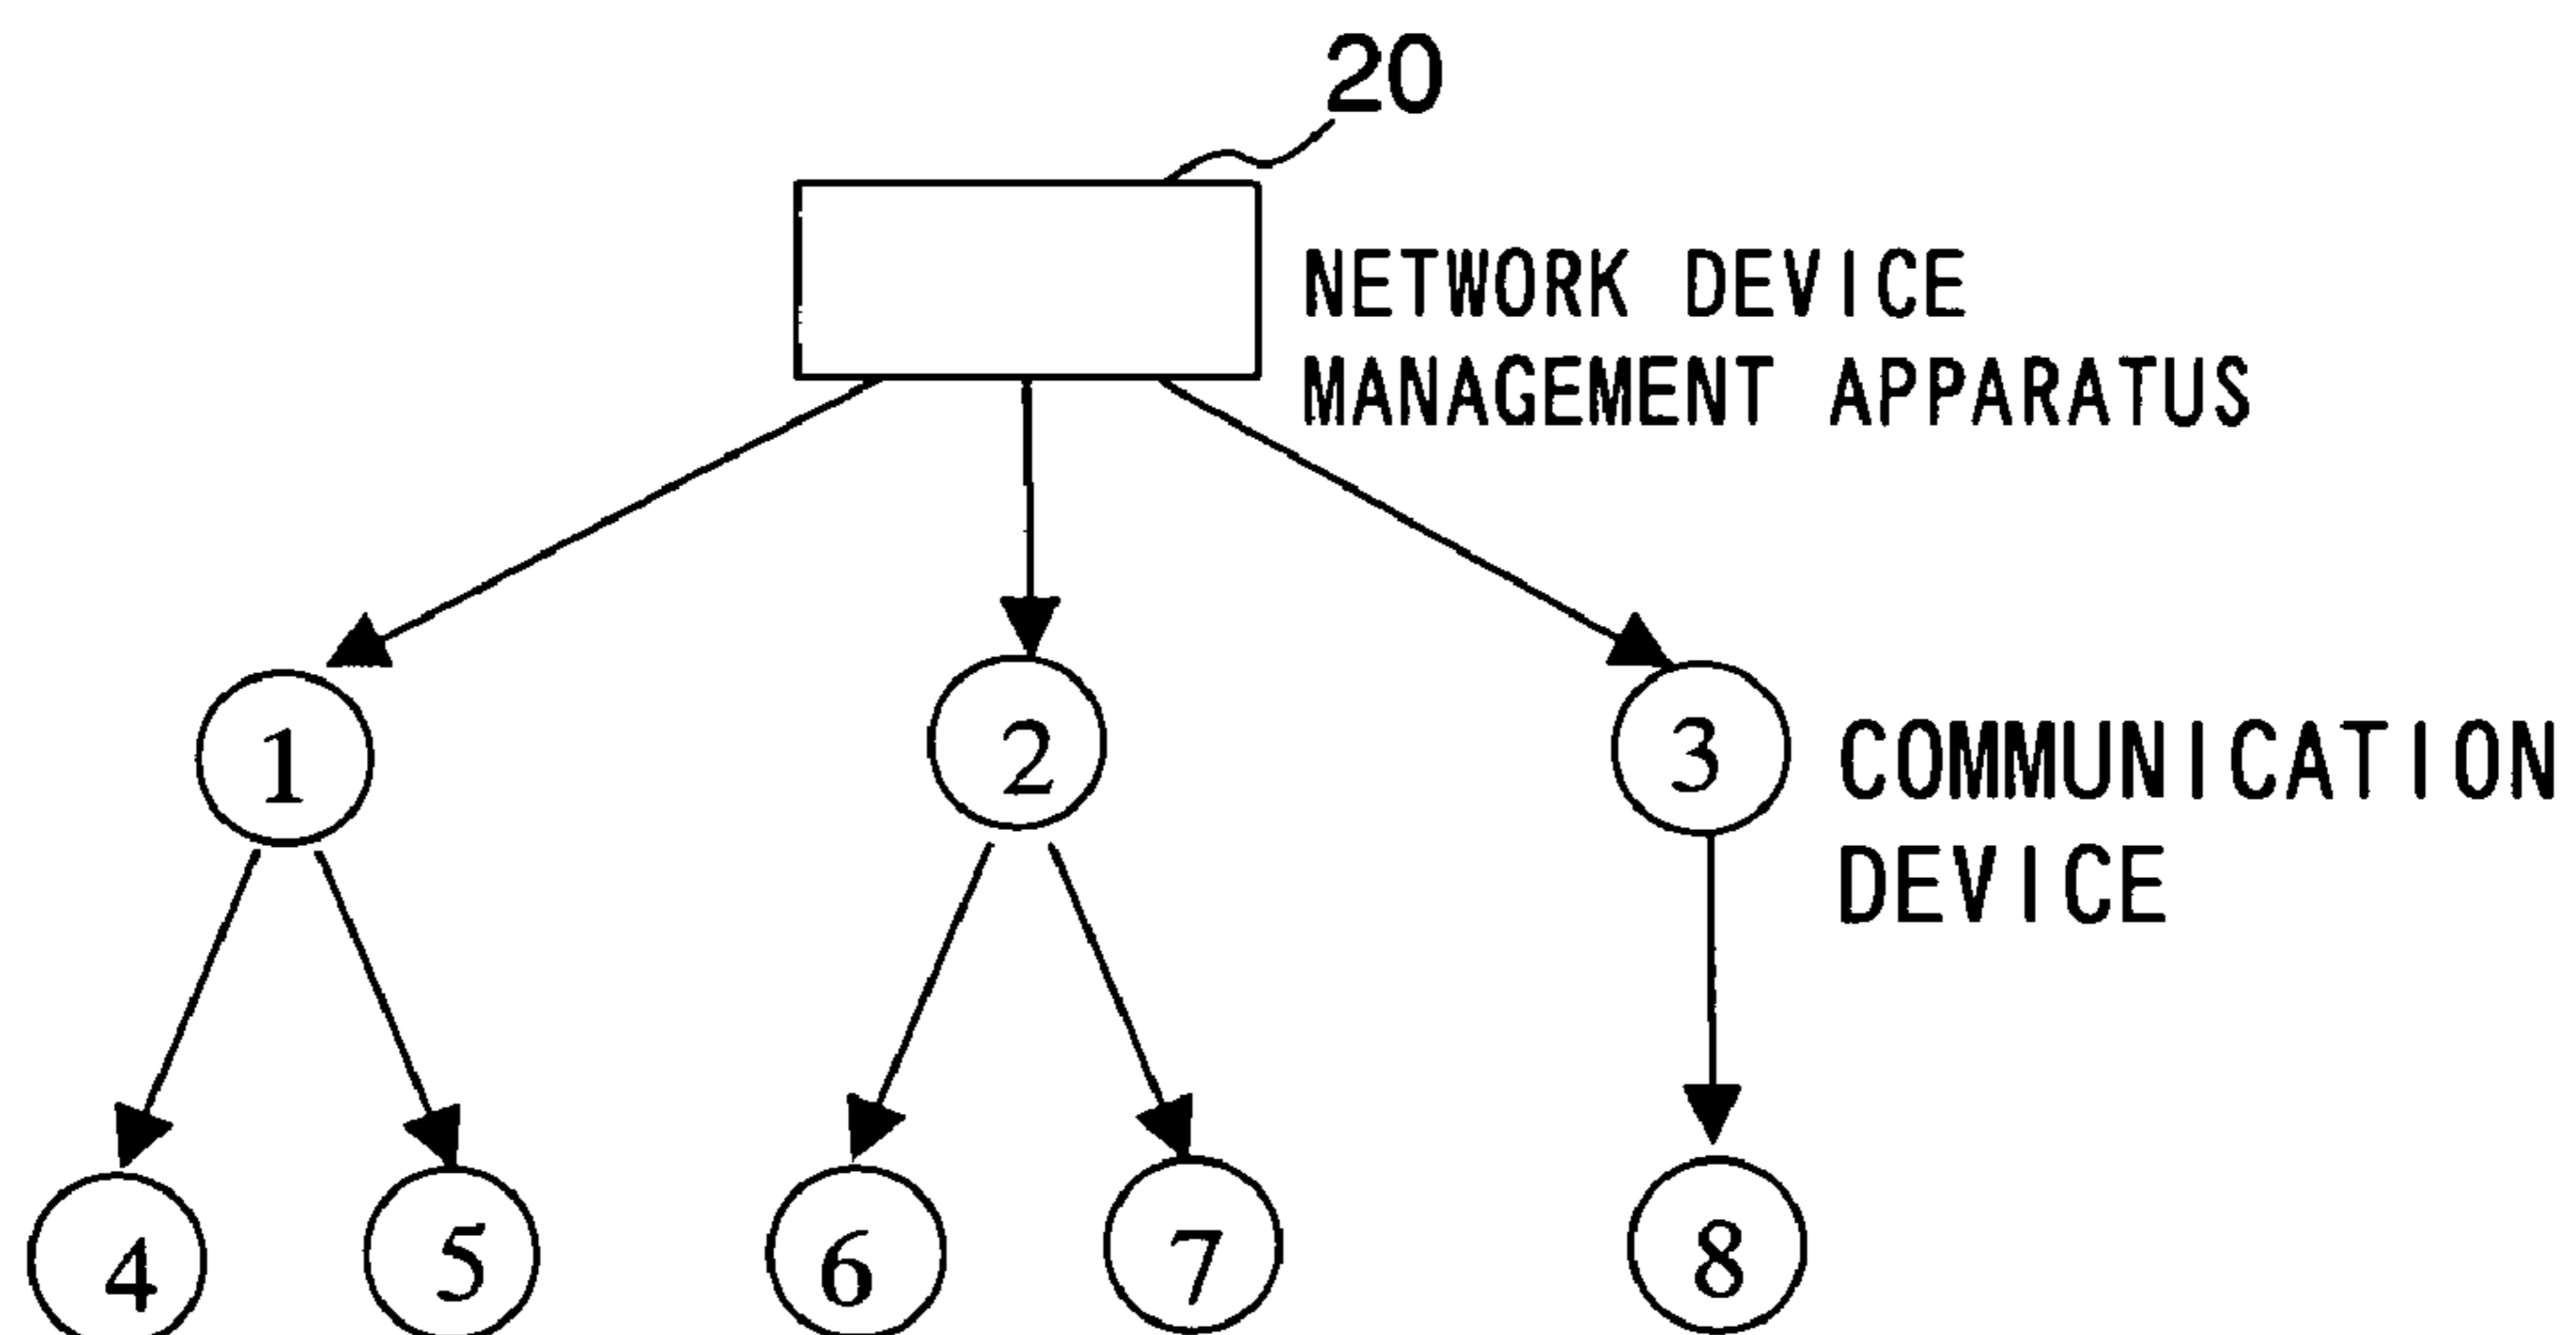 20
NETWORK DEVICE
MANAGEMENT APPARATUS
1
2
3
COMMUNICATION
DEVICE
4
5
6
7
8